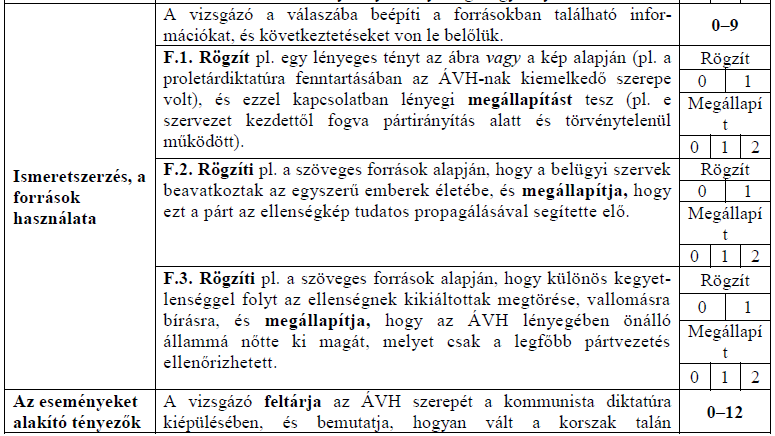 A vizsgázó a válaszába beépíti a forrásokban található infor-
mációkat, és következtetéseket von le belőlük.
0–9
Ismeretszerzés, a
források
használata
F.1. Rögzít pl. egy lényeges tényt az ábra vagy a kép alapján (pl. a
proletárdiktatúra fenntartásában az ÁVH-nak kiemelkedő szerepe
volt), és ezzel kapcsolatban lényegi megállapítást tesz (pl. e
szervezet kezdettől fogva pártirányítás alatt és törvénytelenül
működött).
Rögzít
0 1
Megállapí
t
0 1 2
F.2. Rögzíti pl. a szöveges források alapján, hogy a belügyi szervek
beavatkoztak az egyszerű emberek életébe, és megállapítja, hogy
ezt a párt az ellenségkép tudatos propagálásával segítette elő.
Rögzít
0 1
Megállapí
t
0 1 2
F.3. Rögzíti pl. a szöveges források alapján, hogy különös kegyet-
lenséggel folyt az ellenségnek kikiáltottak megtörése, vallomásra
bírásra, és megállapítja, hogy az ÁVH lényegében önálló
állammá nőtte ki magát, melyet csak a legfőbb pártvezetés
ellenőrizhetett.
Rögzít
0 1
Megállapí
t
0 1 2
Az eseményeket
alakító tényezők
A vizsgázó feltárja az ÁVH szerepét a kommunista diktatúra
kiépülésében, és bemutatja, hogyan vált a korszak talán
0–12